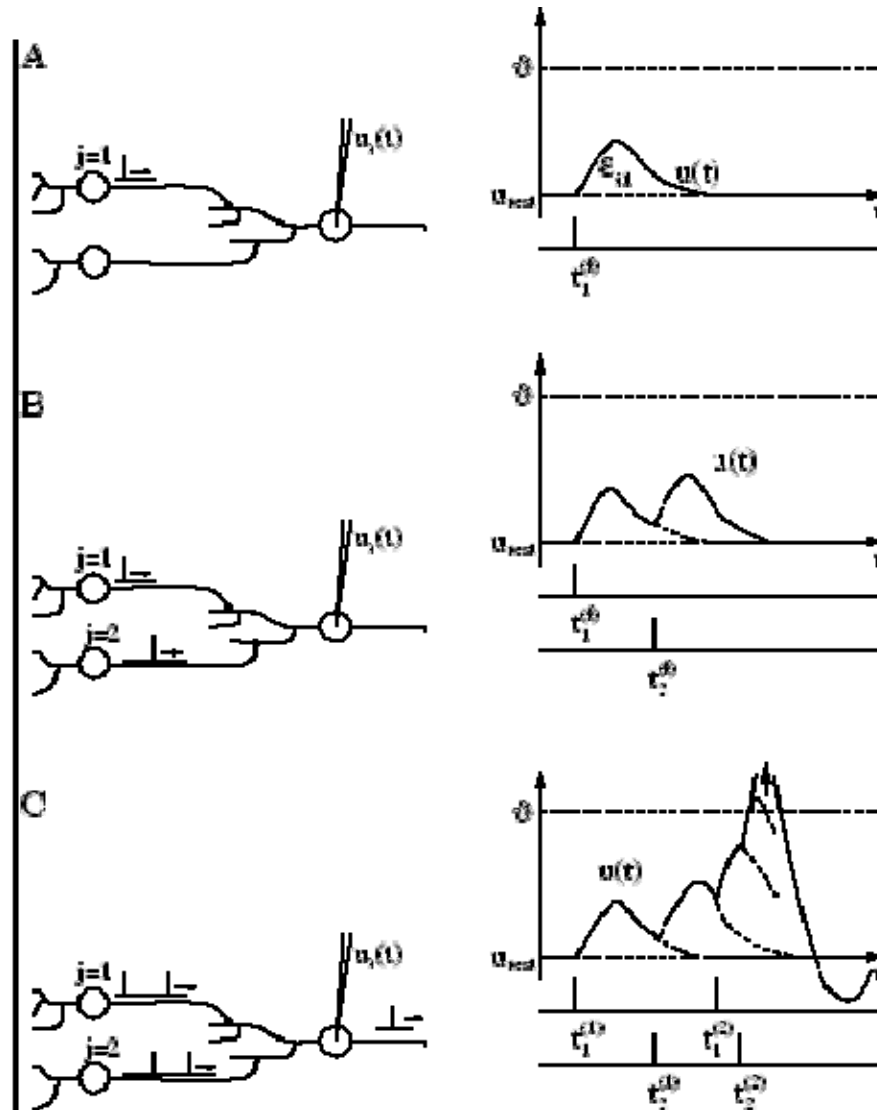 A
ϑ
u_i(t)
j=1
ε_i1
u(t)
u_rest
t
t_1^(f)
B
ϑ
u(t)
u_i(t)
j=1
u_rest
t
j=2
t_1^(f)
t_2^(f)
C
ϑ
u(t)
u_i(t)
j=1
u_rest
t_1^(1)
t_1^(2)
j=2
t_2^(1)
t_2^(2)